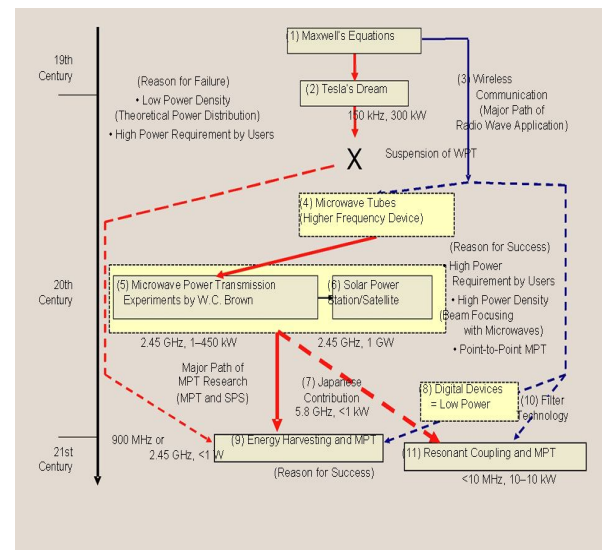 19th
Century
(1) Maxwell's Equations
(Reason for Failure)
• Low Power Density
(Theoretical Power Distribution)
• High Power Requirement by Users
(2) Tesla's Dream
150 kHz, 300 kW
(3) Wireless
Communication
(Major Path of
Radio Wave Application)
X
Suspension of WPT
(4) Microwave Tubes
(Higher Frequency Device)
20th
Century
(5) Microwave Power Transmission
Experiments by W.C. Brown
(6) Solar Power
Station/Satellite
2.45 GHz, 1–450 kW
2.45 GHz, 1 GW
(Reason for Success)
• High Power
Requirement by Users
• High Power Density
(Beam Focusing
with Microwaves)
• Point-to-Point MPT
Major Path of
MPT Research
(MPT and SPS)
(7) Japanese
Contribution
5.8 GHz, <1 kW
(8) Digital Devices
= Low Power
(10) Filter
Technology
21st
Century
900 MHz or
2.45 GHz, <1 W
(9) Energy Harvesting and MPT
(Reason for Success)
(11) Resonant Coupling and MPT
<10 MHz, 10–10 kW